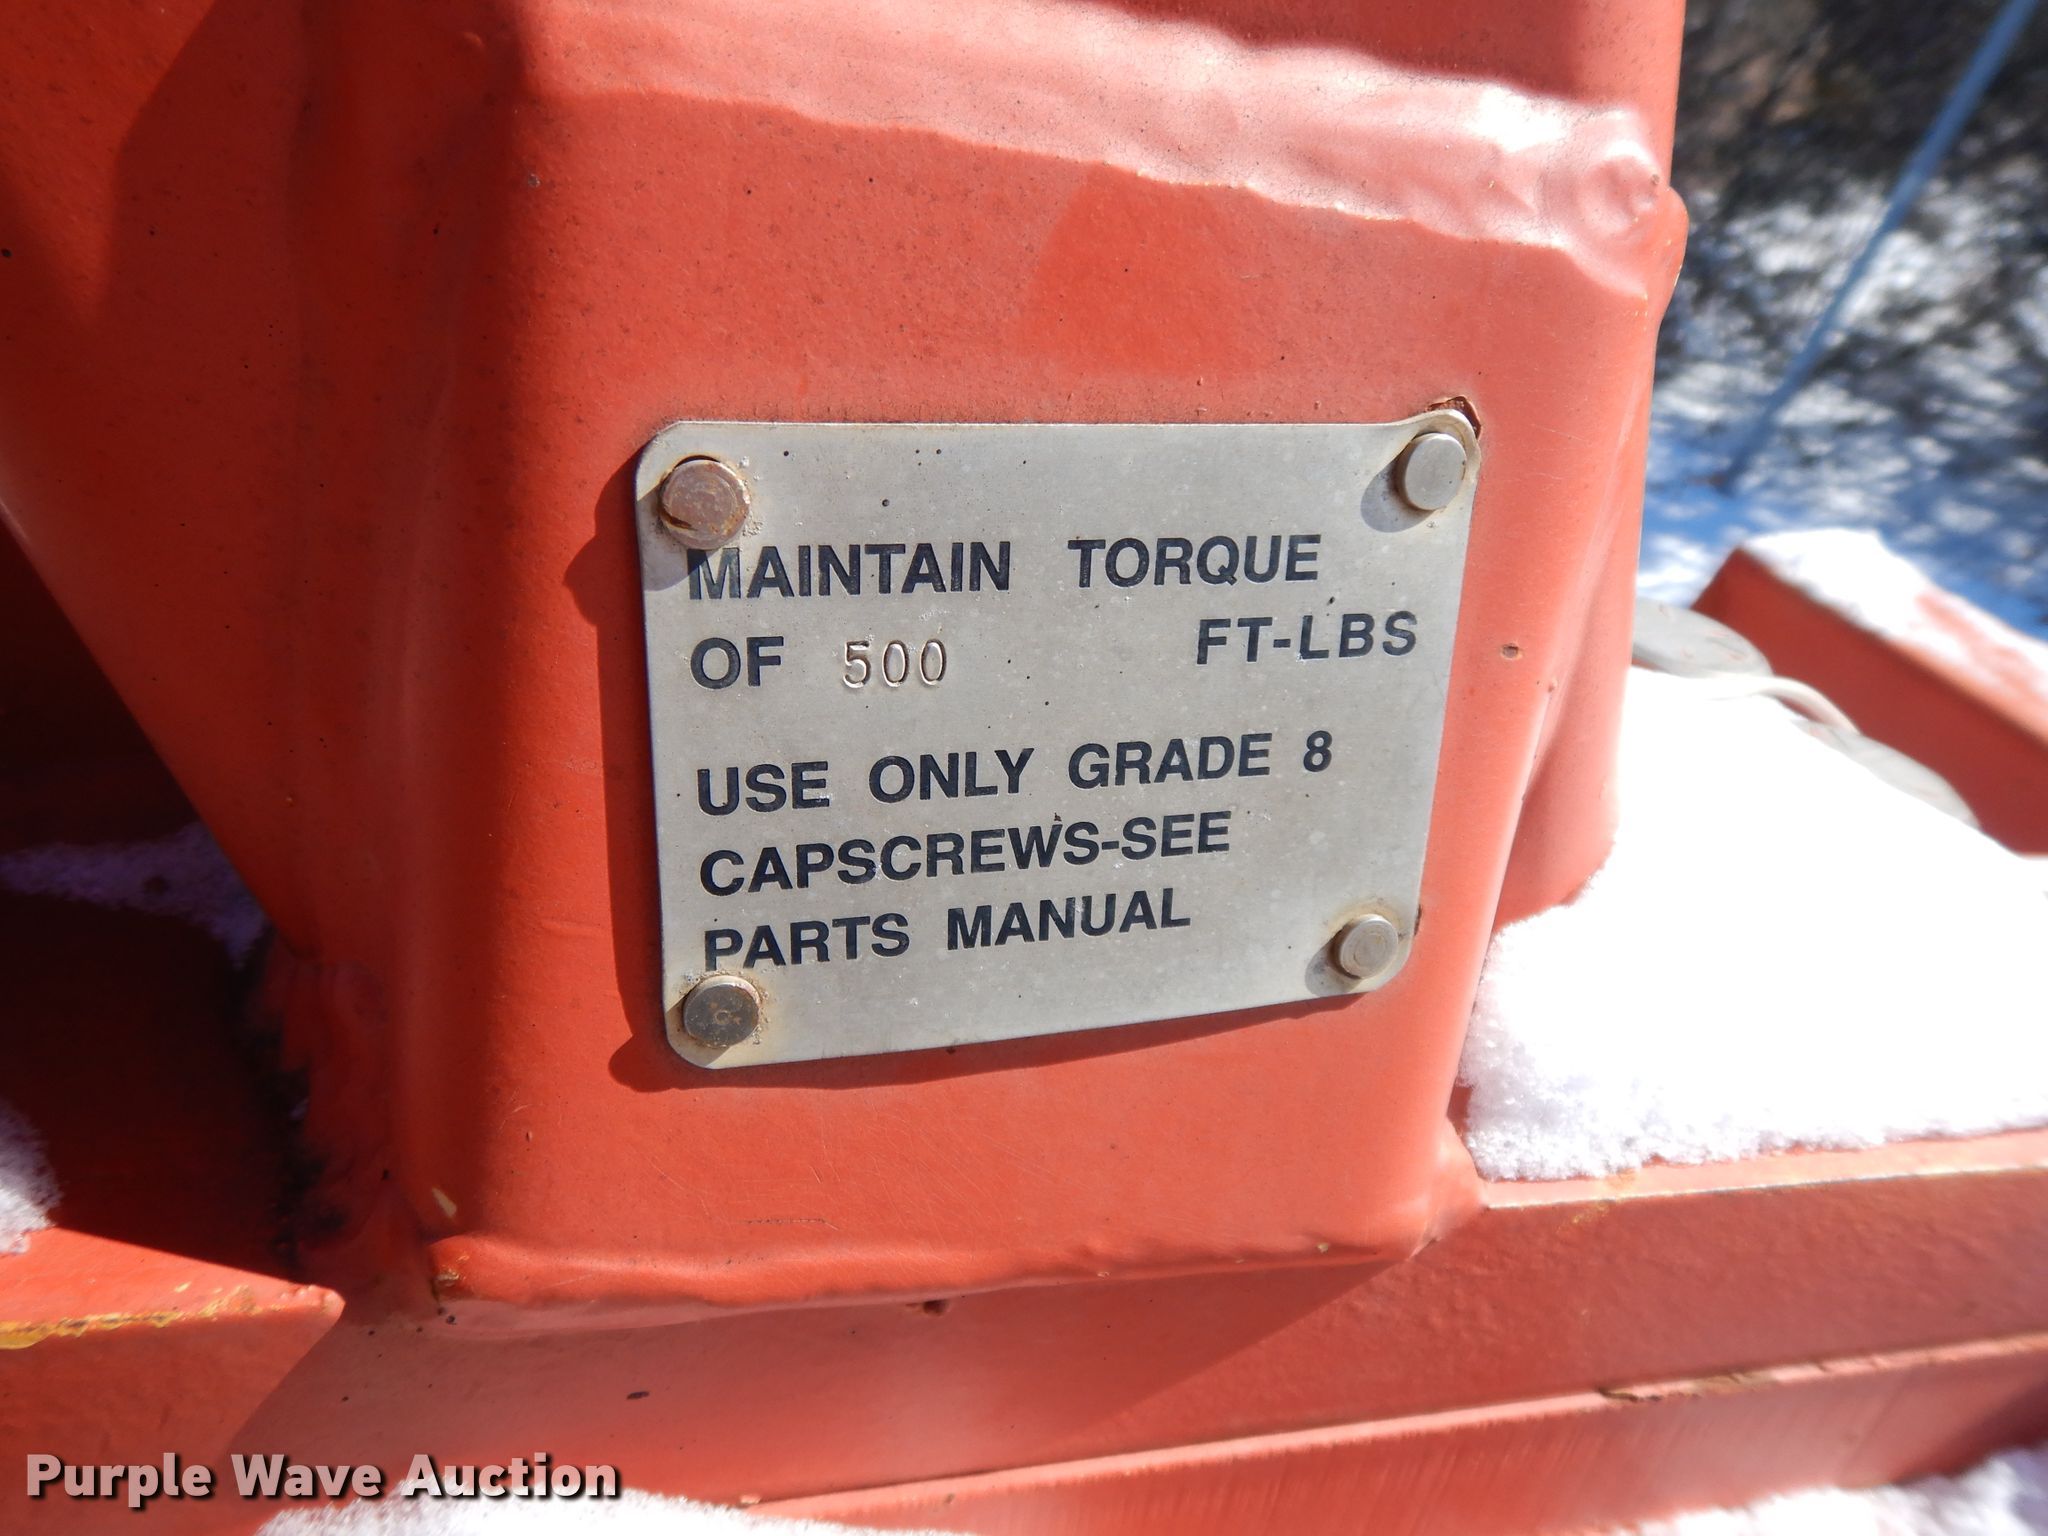 MAINTAIN TORQUE
OF 500 FT-LBS
USE ONLY GRADE 8
CAPSCREWS-SEE
PARTS MANUAL
Purple Wave Auction